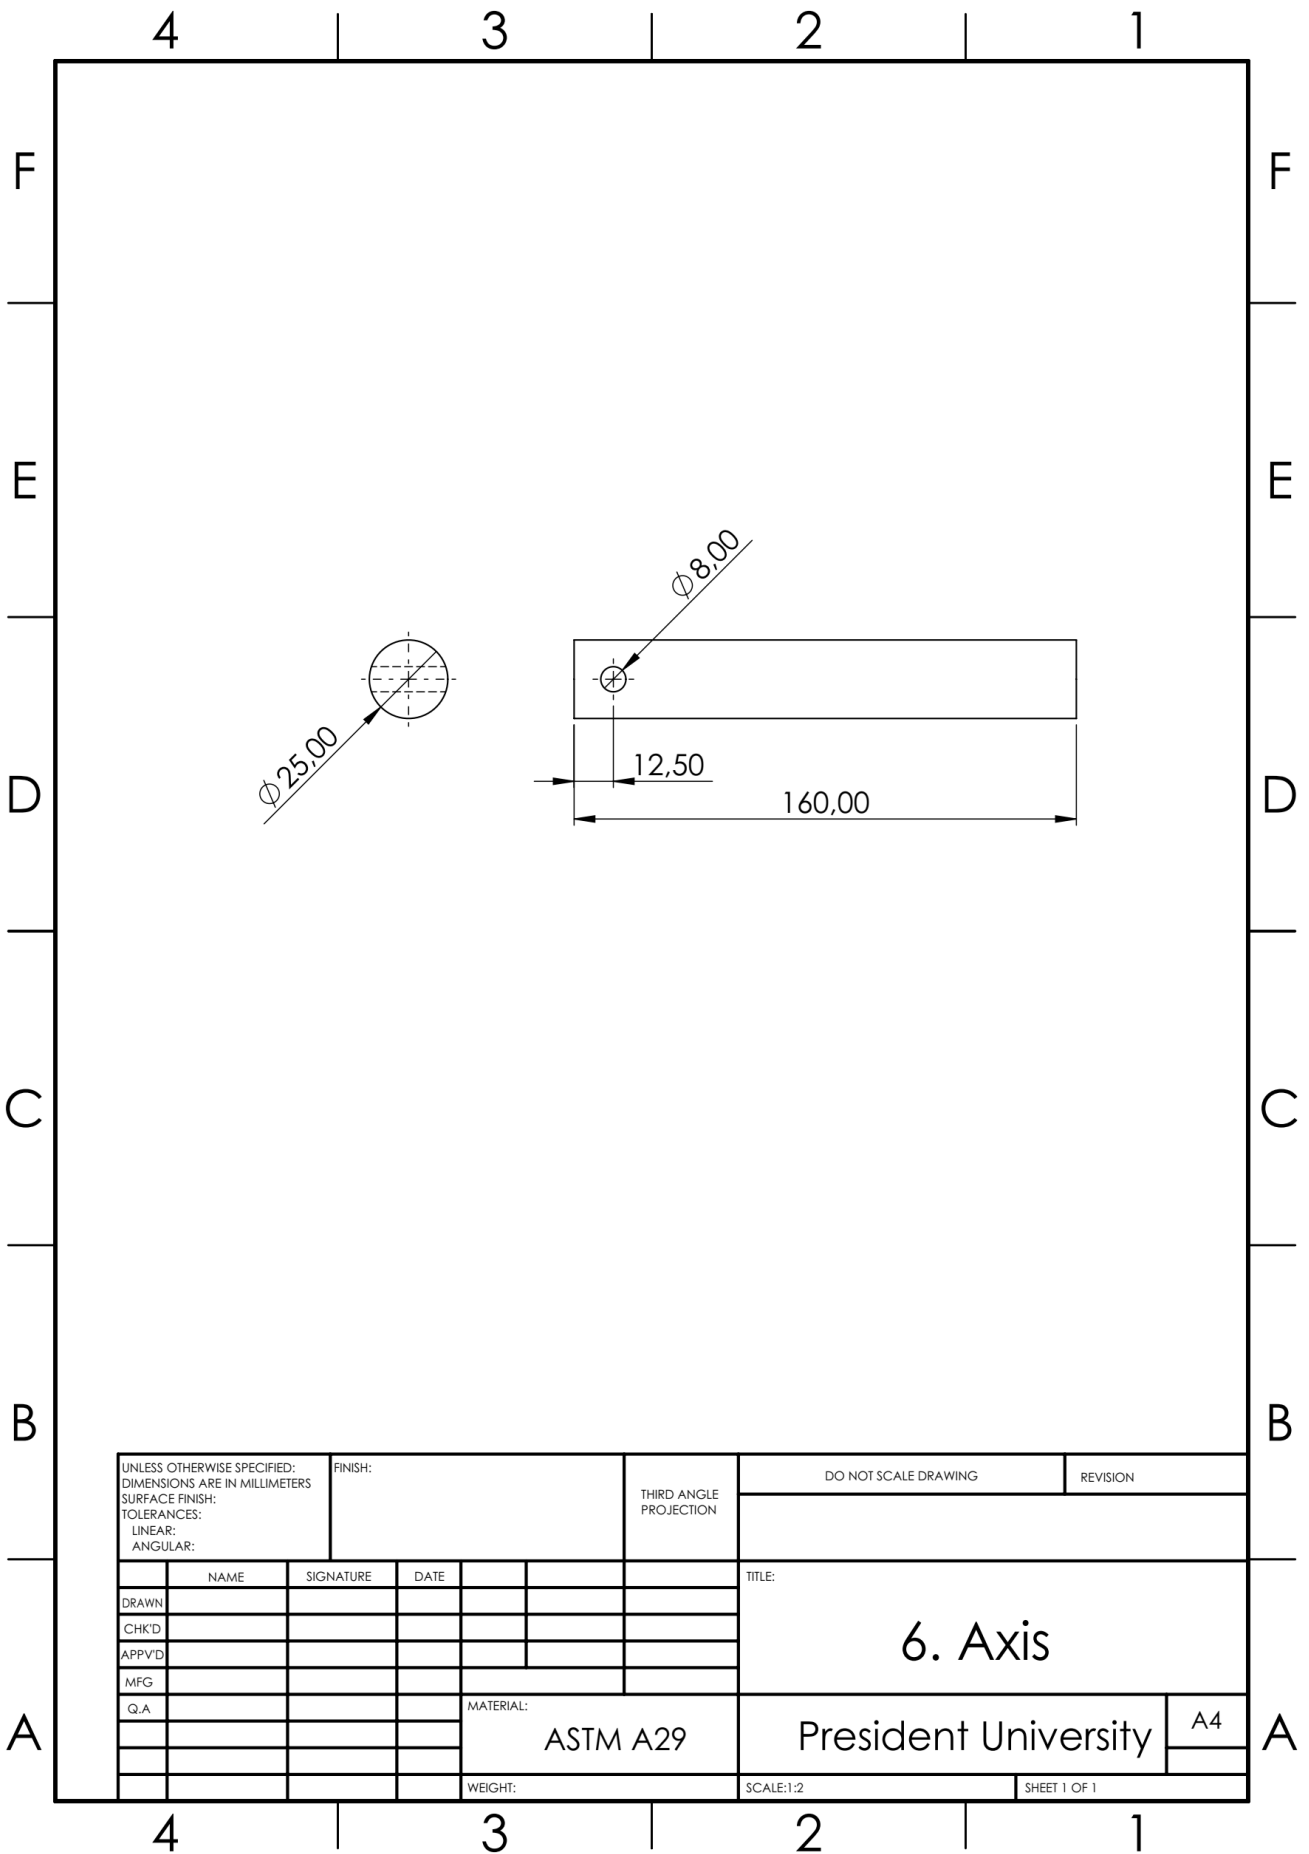 4 3 2 1
F F
E E
⌀8,00
⌀25,00
12,50
D D
160,00
C C
B B
UNLESS OTHERWISE SPECIFIED:
DIMENSIONS ARE IN MILLIMETERS
SURFACE FINISH:
TOLERANCES:
LINEAR:
ANGULAR:
FINISH:
THIRD ANGLE
PROJECTION
DO NOT SCALE DRAWING
REVISION
NAME SIGNATURE DATE
DRAWN
CHK'D
APPV'D
MFG
Q.A
TITLE:
6. Axis
MATERIAL:
ASTM A29
President University
A4
A A
WEIGHT:
SCALE:1:2
SHEET 1 OF 1
4 3 2 1